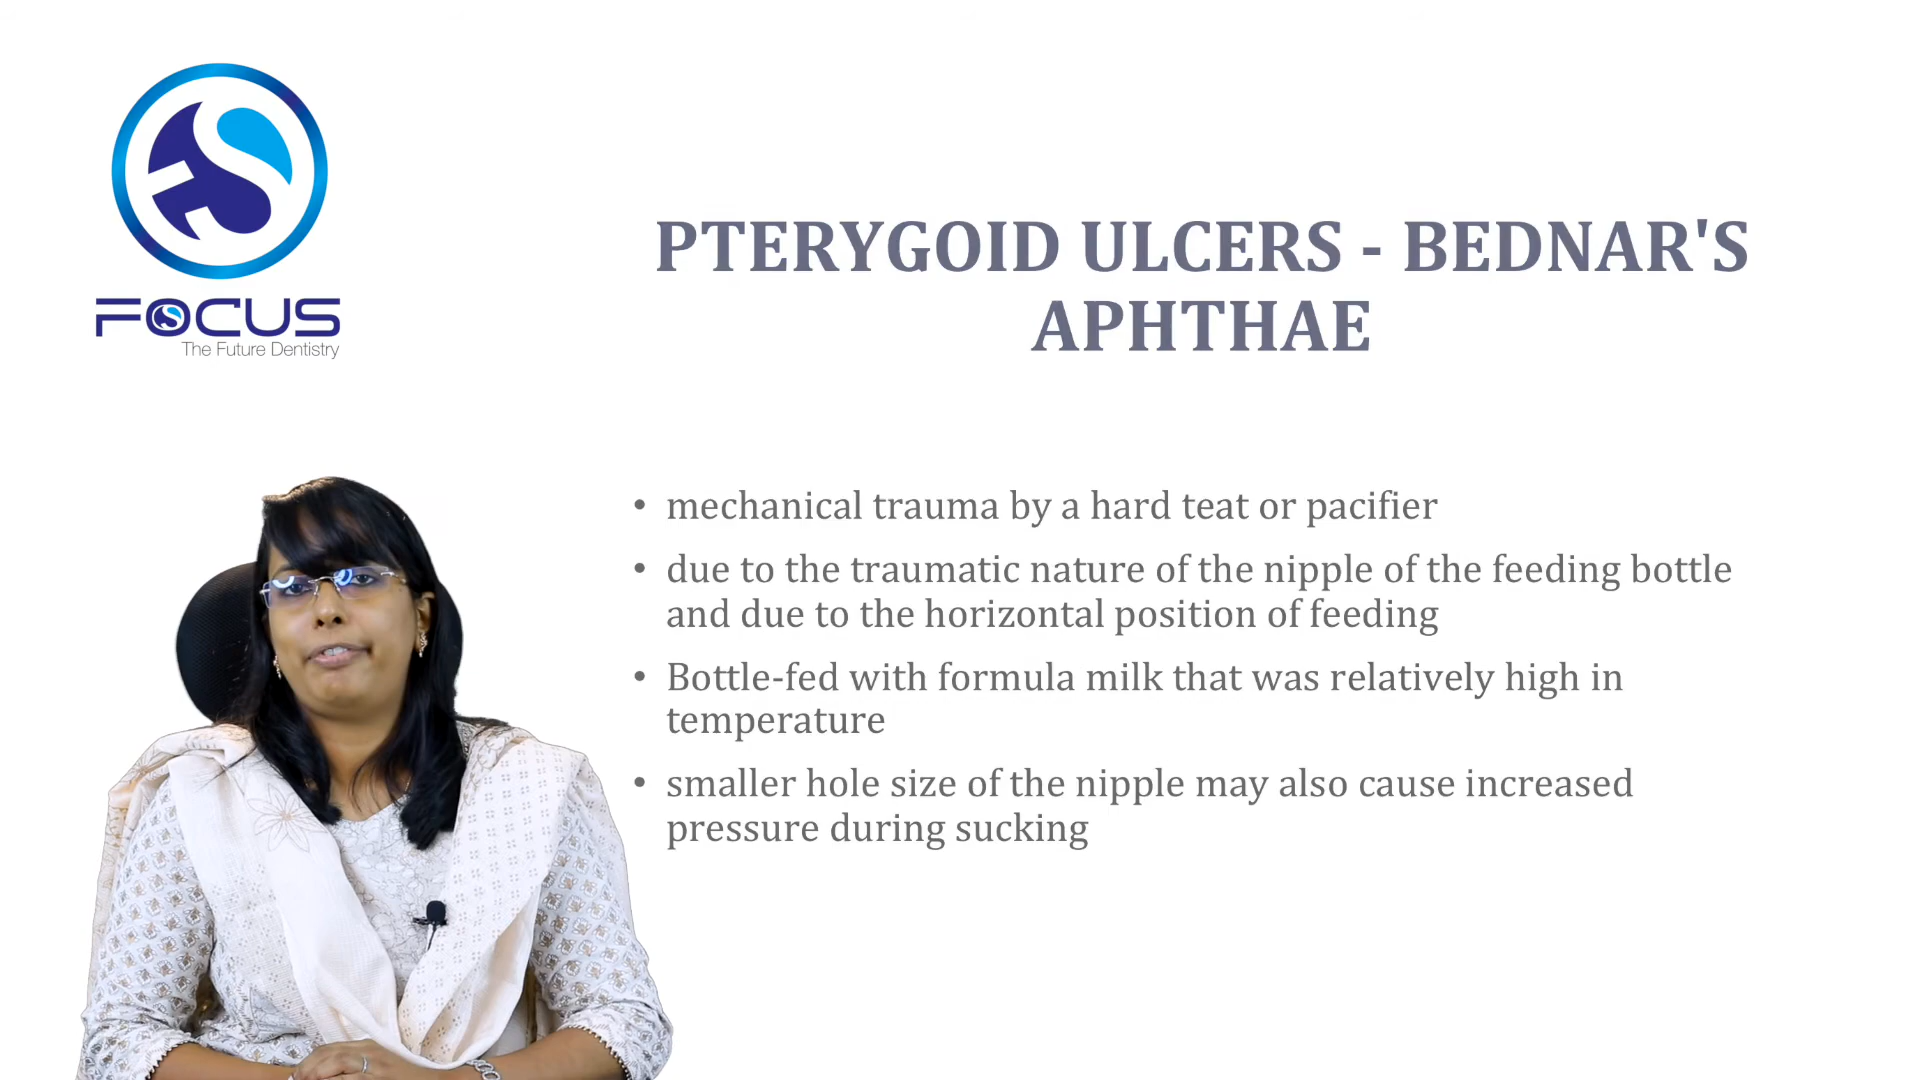 FOCUS
The Future Dentistry
PTERYGOID ULCERS - BEDNAR'S
APHTHAE
• mechanical trauma by a hard teat or pacifier
• due to the traumatic nature of the nipple of the feeding bottle
and due to the horizontal position of feeding
• Bottle-fed with formula milk that was relatively high in
temperature
• smaller hole size of the nipple may also cause increased
pressure during sucking